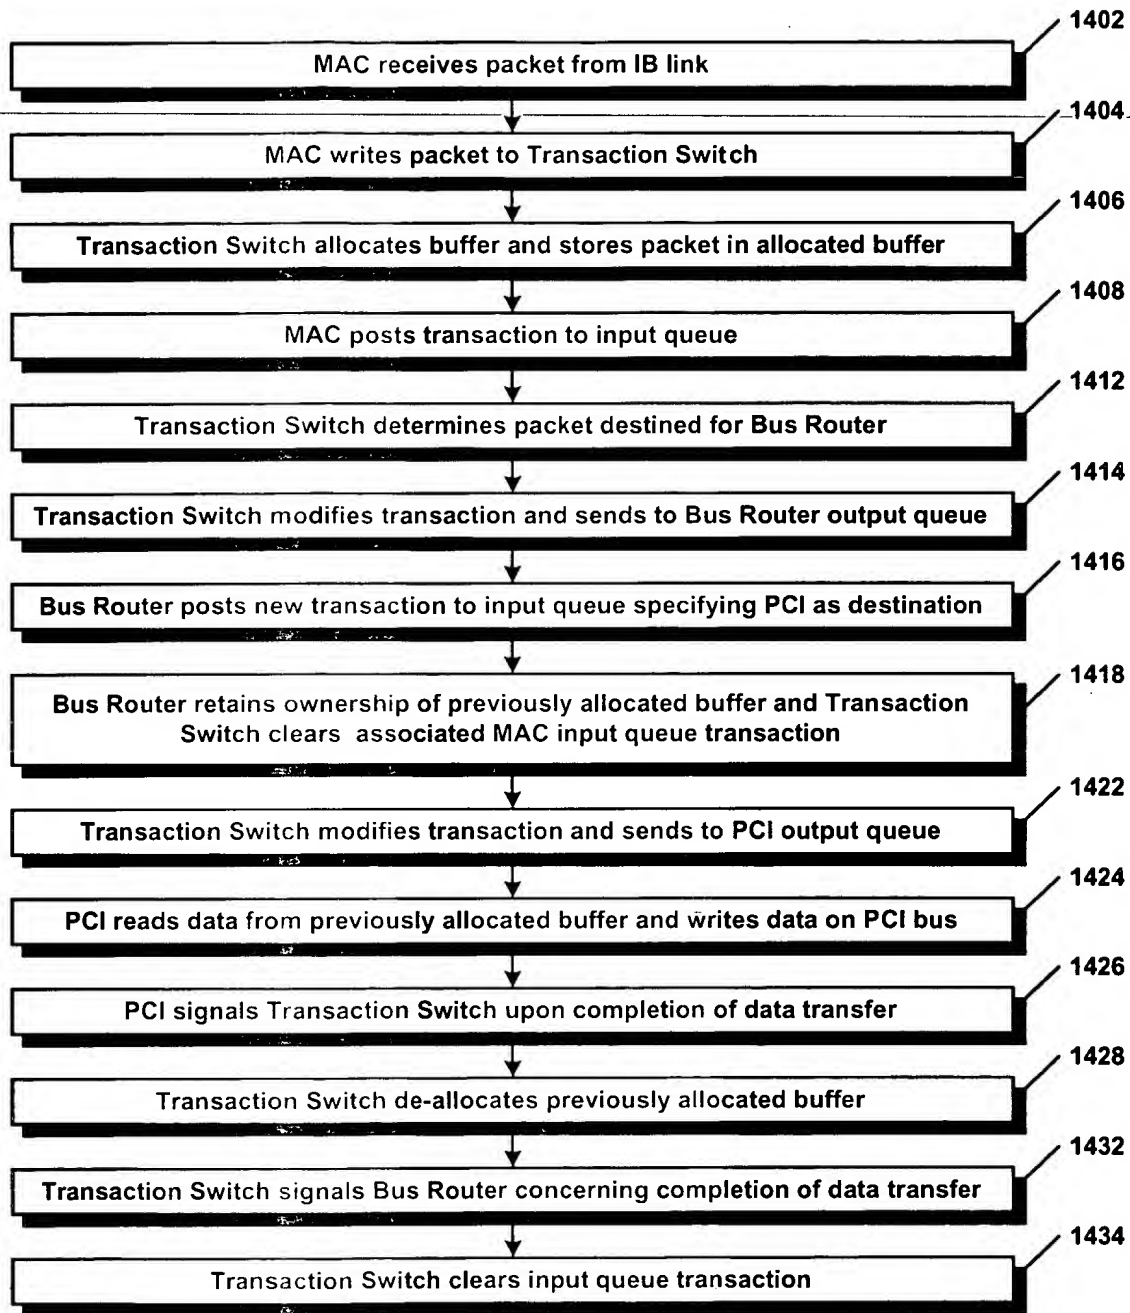 1402
MAC receives packet from IB link
1404
MAC writes packet to Transaction Switch
1406
Transaction Switch allocates buffer and stores packet in allocated buffer
1408
MAC posts transaction to input queue
1412
Transaction Switch determines packet destined for Bus Router
1414
Transaction Switch modifies transaction and sends to Bus Router output queue
1416
Bus Router posts new transaction to input queue specifying PCI as destination
1418
Bus Router retains ownership of previously allocated buffer and Transaction
Switch clears associated MAC input queue transaction
1422
Transaction Switch modifies transaction and sends to PCI output queue
1424
PCI reads data from previously allocated buffer and writes data on PCI bus
1426
PCI signals Transaction Switch upon completion of data transfer
1428
Transaction Switch de-allocates previously allocated buffer
1432
Transaction Switch signals Bus Router concerning completion of data transfer
1434
Transaction Switch clears input queue transaction